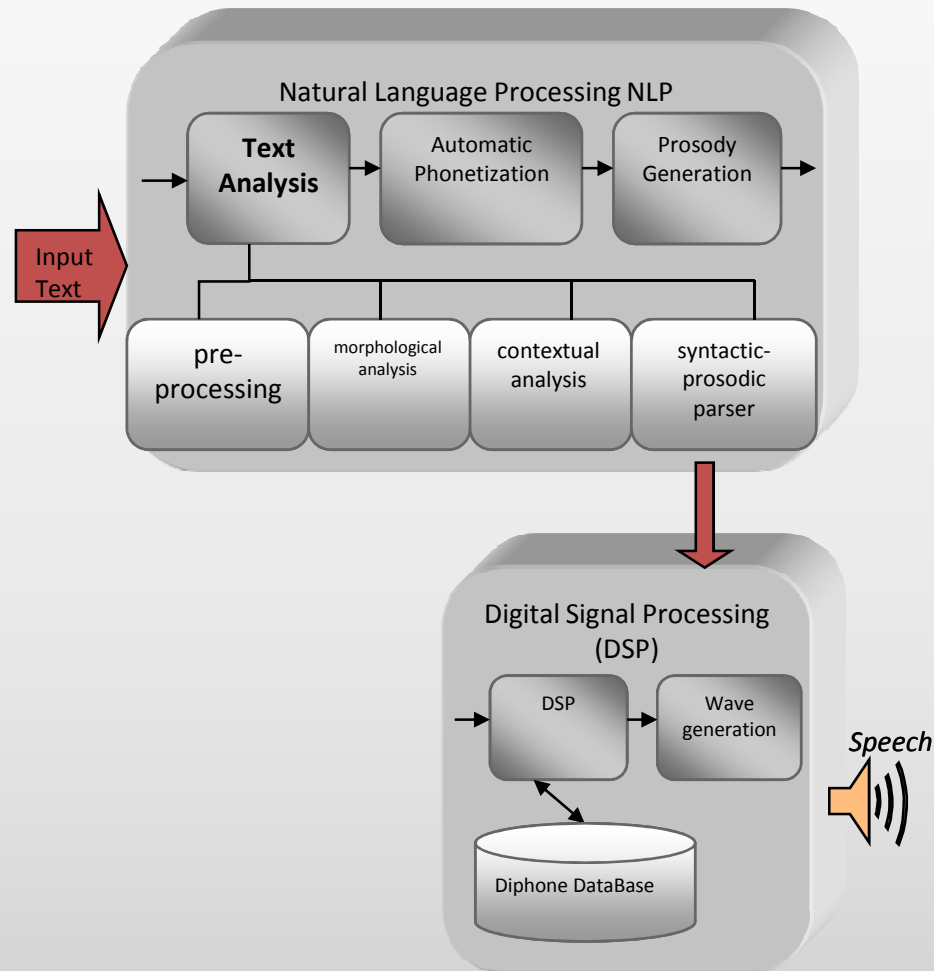 Natural Language Processing NLP
Text
Analysis
Automatic
Phonetization
Prosody
Generation
Input
Text
pre-
processing
morphological
analysis
contextual
analysis
syntactic-
prosodic
parser
Digital Signal Processing
(DSP)
DSP
Wave
generation
Speech
Diphone DataBase